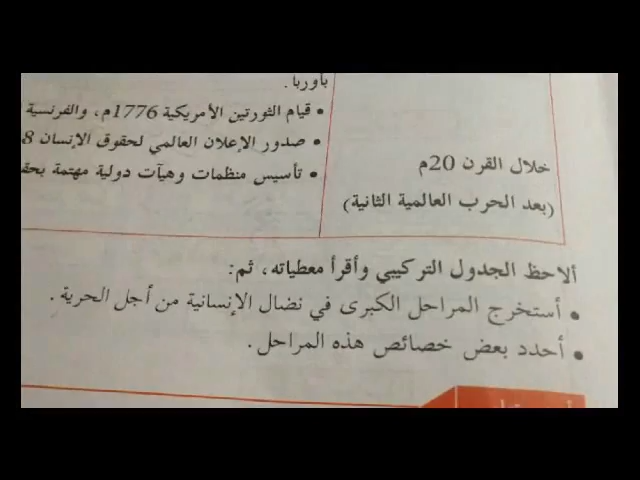 بأوربا.
• قيام الثورتين الأمريكية 1776م، والفرنسية
• صدور الإعلان العالمي لحقوق الإنسان
• تأسيس منظمات وهيآت دولية مهتمة
خلال القرن 20م
(بعد الحرب العالمية الثانية)
ألاحظ الجدول التركيبي وأقرأ معطياته، ثم:
• أستخرج المراحل الكبرى في نضال الإنسانية من أجل الحرية.
• أحدد بعض خصائص هذه المراحل.